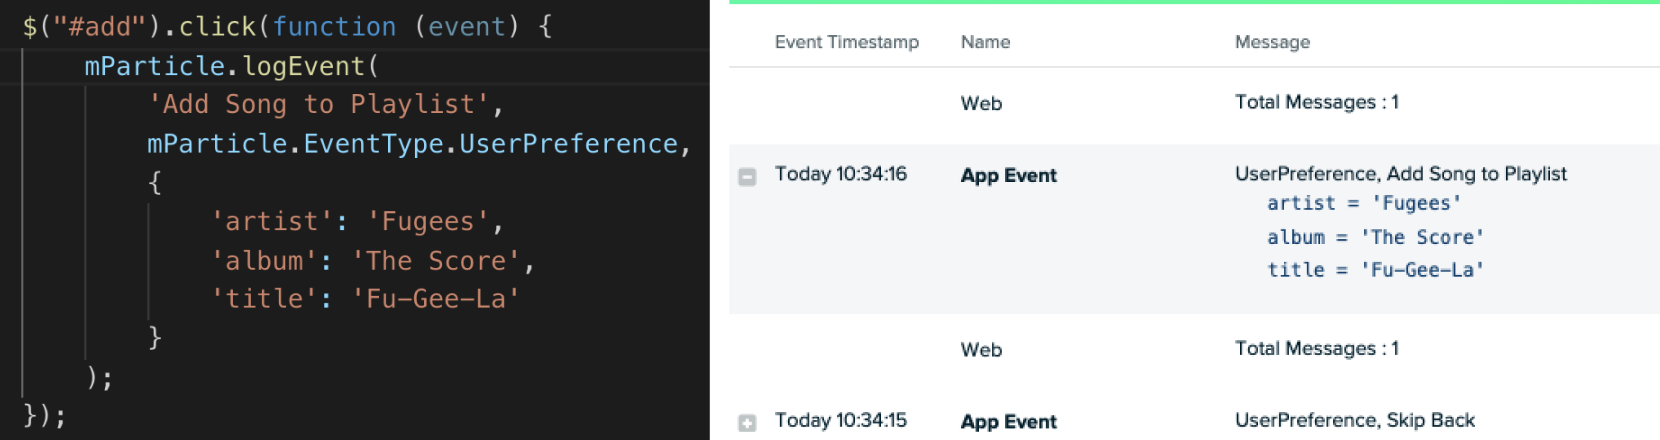 $("#add").click(function (event) {
mParticle.logEvent(
'Add Song to Playlist',
mParticle.EventType.UserPreference,
{
'artist': 'Fugees',
'album': 'The Score',
'title': 'Fu-Gee-La'
}
);
});
Event Timestamp Name Message
Web Total Messages : 1
Today 10:34:16 App Event UserPreference, Add Song to Playlist
artist = 'Fugees'
album = 'The Score'
title = 'Fu-Gee-La'
Web Total Messages : 1
Today 10:34:15 App Event UserPreference, Skip Back